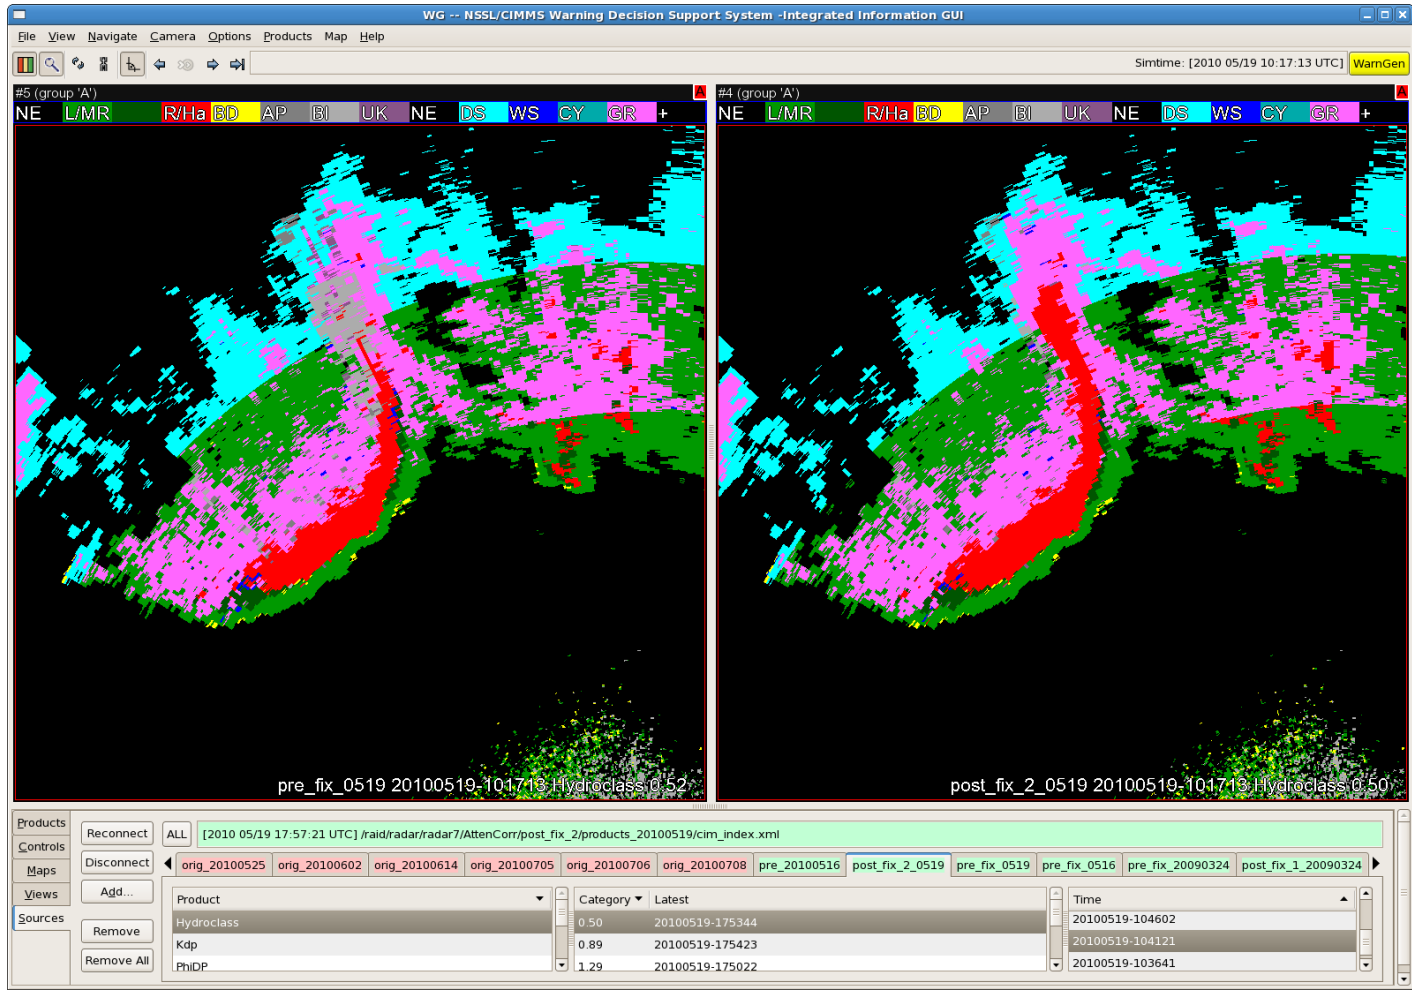 WG -- NSSL/CIMMS Warning Decision Support System -Integrated Information GUI
File View Navigate Camera Options Products Map Help
Simtime: [2010 05/19 10:17:13 UTC] WarnGen
#5 (group 'A') A
#4 (group 'A') A
NE L/MR R/Ha BD AP BI UK NE DS WS CY GR +
NE L/MR R/Ha BD AP BI UK NE DS WS CY GR +
pre_fix_0519 20100519-101713 Hydroclass 0.52
post_fix_2_0519 20100519-101713 Hydroclass 0.50
Products
Controls
Maps
Views
Sources
Reconnect
Disconnect
Add...
Remove
Remove All
ALL [2010 05/19 17:57:21 UTC] /raid/radar/radar7/AttenCorr/post_fix_2/products_20100519/cim_index.xml
orig_20100525 orig_20100602 orig_20100614 orig_20100705 orig_20100706 orig_20100708 pre_20100516 post_fix_2_0519 pre_fix_0519 pre_fix_0516 pre_fix_20090324 post_fix_1_20090324
Product Category Latest Time
Hydroclass 0.50 20100519-175344
Kdp 0.89 20100519-175423
PhiDP 1.29 20100519-175022
20100519-104602
20100519-104121
20100519-103641